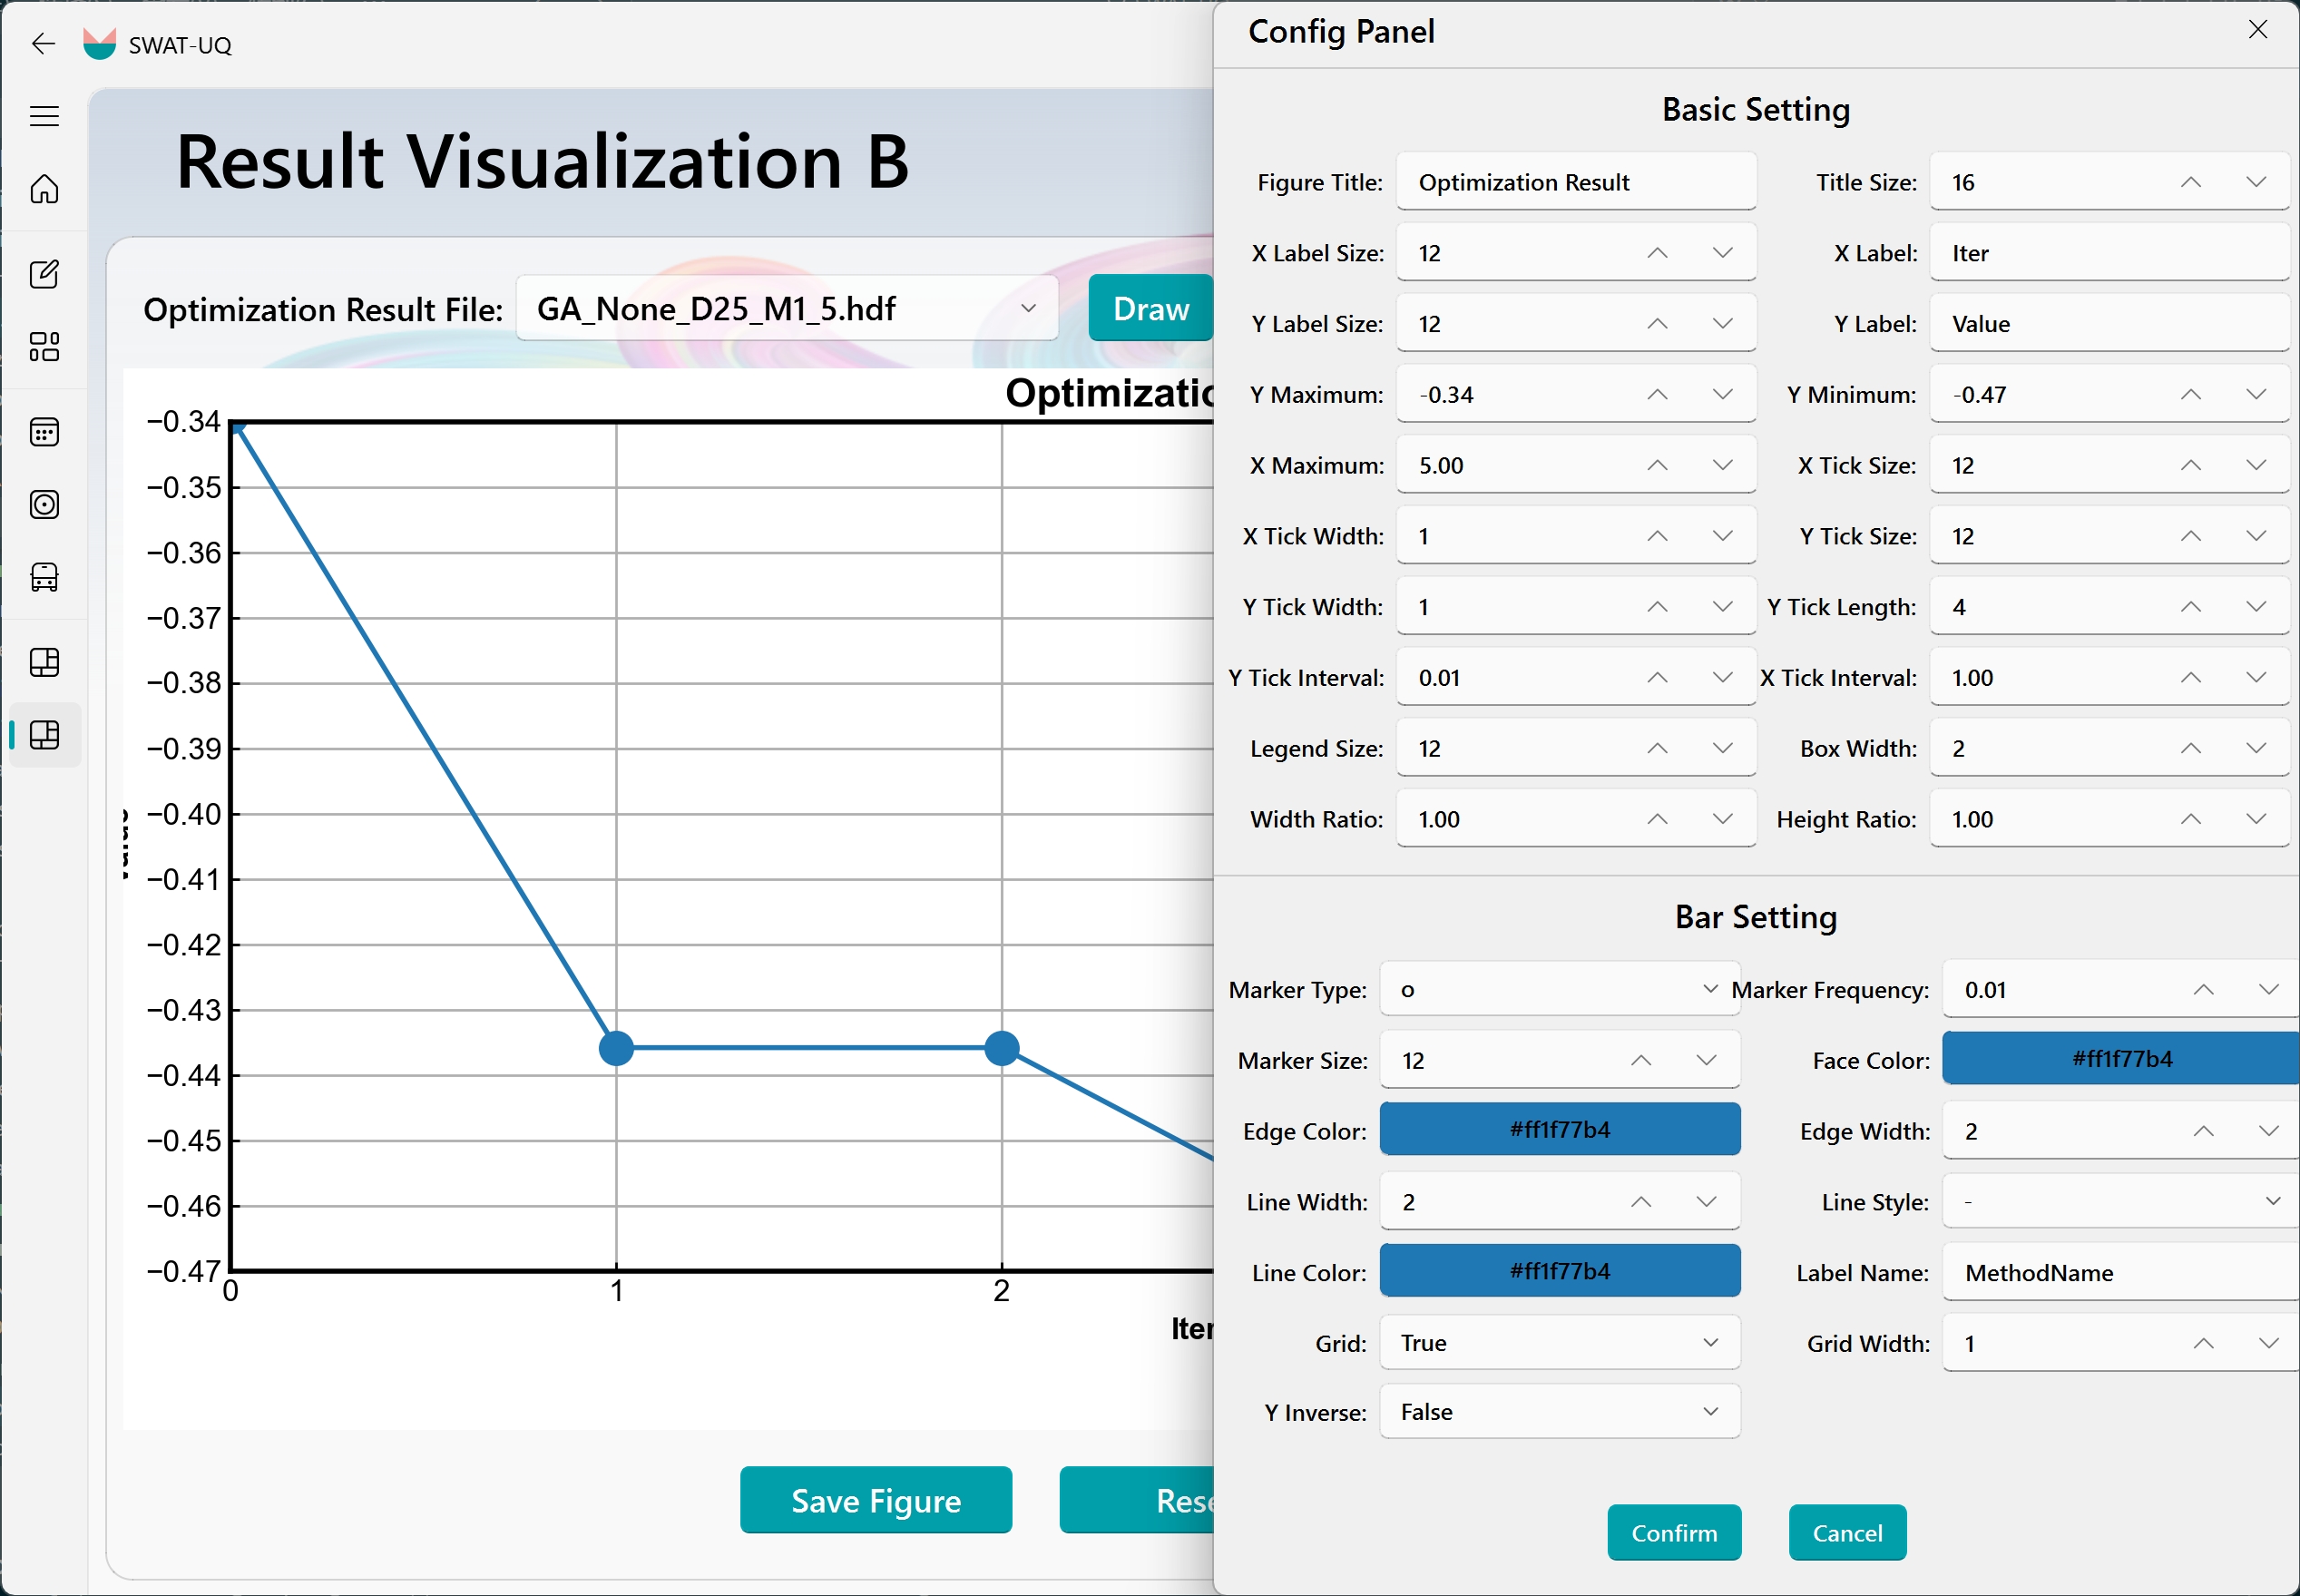 SWAT-UQ
Result Visualization B
Optimization Result File: GA_None_D25_M1_5.hdf Draw
Optimizatio
−0.34
−0.35
−0.36
−0.37
−0.38
−0.39
−0.40
−0.41
−0.42
−0.43
−0.44
−0.45
−0.46
−0.47
0 1 2
Iter
Save Figure Rese
Config Panel
Basic Setting
Figure Title: Optimization Result Title Size: 16
X Label Size: 12 X Label: Iter
Y Label Size: 12 Y Label: Value
Y Maximum: -0.34 Y Minimum: -0.47
X Maximum: 5.00 X Tick Size: 12
X Tick Width: 1 Y Tick Size: 12
Y Tick Width: 1 Y Tick Length: 4
Y Tick Interval: 0.01 X Tick Interval: 1.00
Legend Size: 12 Box Width: 2
Width Ratio: 1.00 Height Ratio: 1.00
Bar Setting
Marker Type: o Marker Frequency: 0.01
Marker Size: 12 Face Color: #ff1f77b4
Edge Color: #ff1f77b4 Edge Width: 2
Line Width: 2 Line Style: -
Line Color: #ff1f77b4 Label Name: MethodName
Grid: True Grid Width: 1
Y Inverse: False
Confirm Cancel